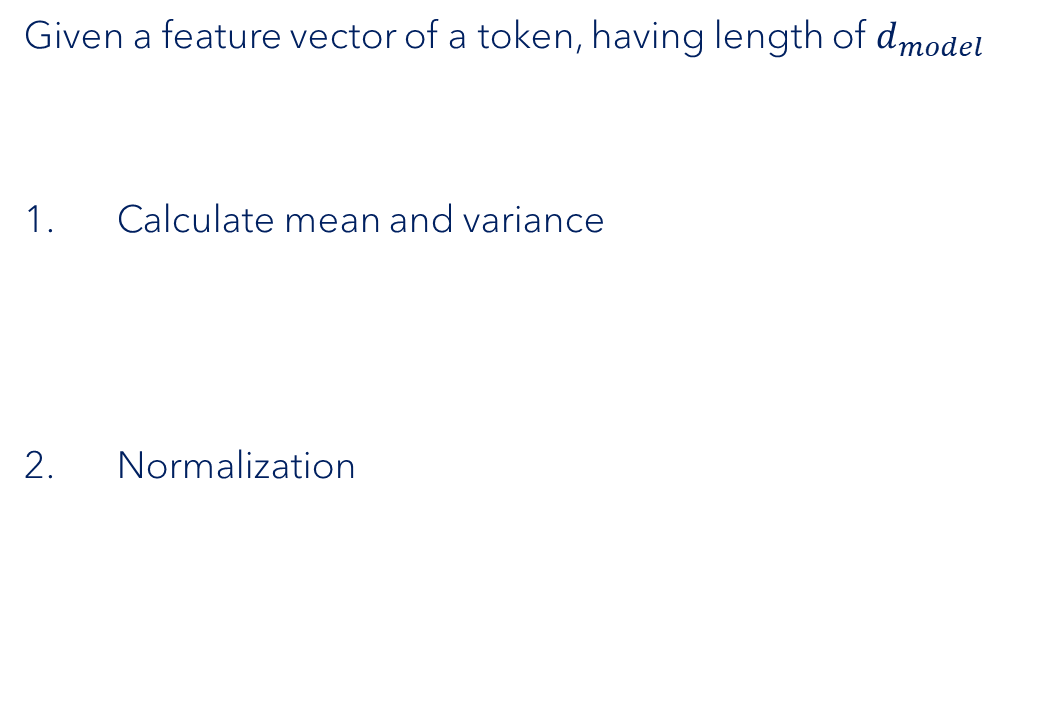 Given a feature vector of a token, having length of d_model
1. Calculate mean and variance
2. Normalization